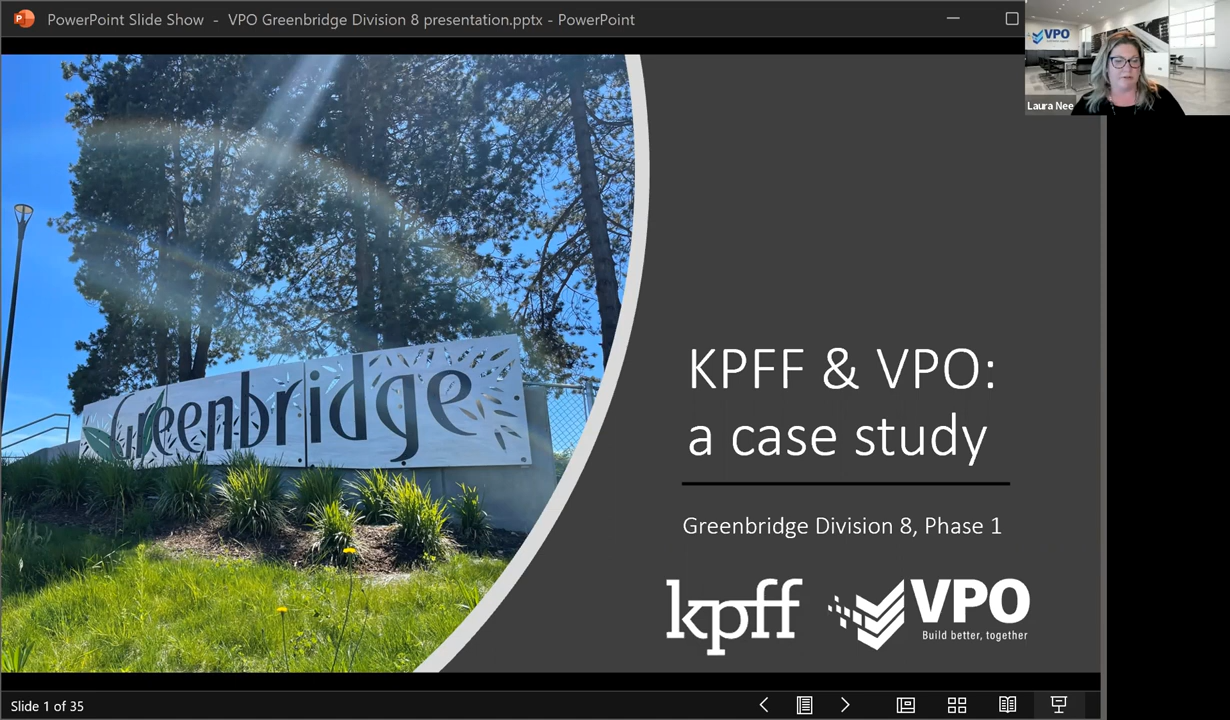 PowerPoint Slide Show - VPO Greenbridge Division 8 presentation.pptx - PowerPoint
VPO
Laura Nee
Greenbridge
KPFF & VPO:
a case study
Greenbridge Division 8, Phase 1
kpff
VPO
Build better, together
Slide 1 of 35